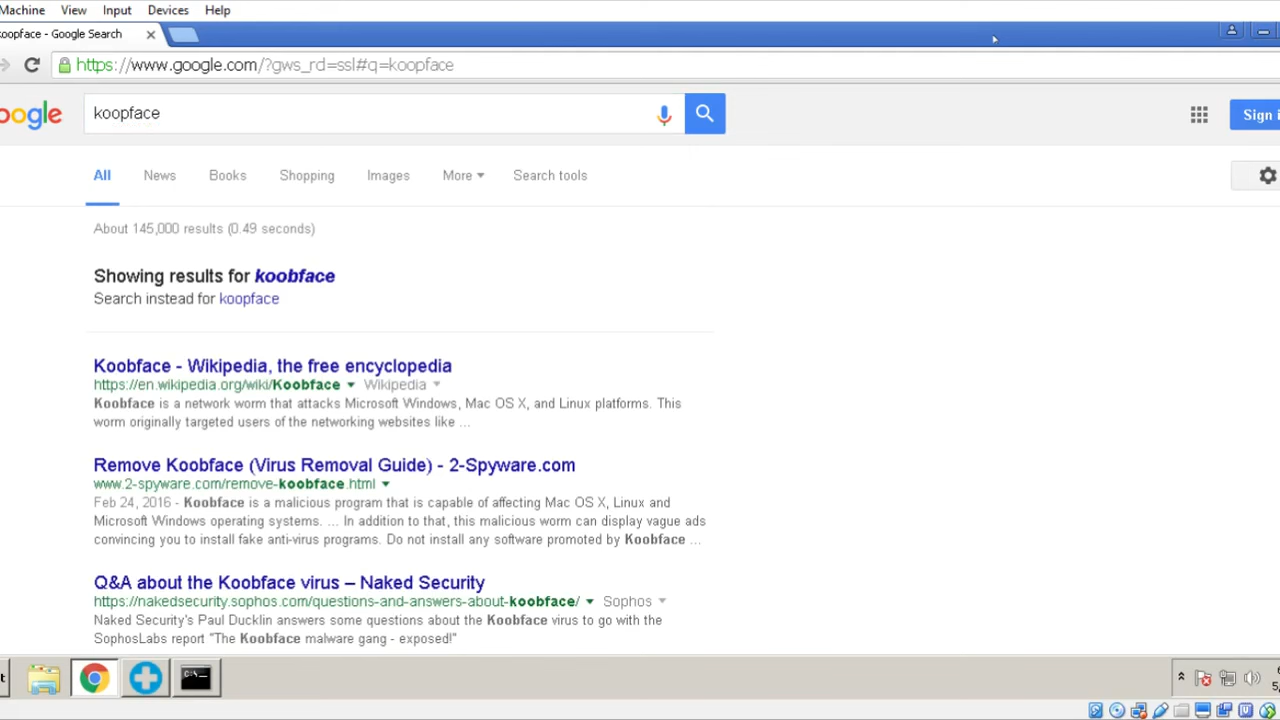 Machine View Input Devices Help
koopface - Google Search
https://www.google.com/?gws_rd=ssl#q=koopface
oogle koopface Sign i
All News Books Shopping Images More Search tools
About 145,000 results (0.49 seconds)
Showing results for koobface
Search instead for koopface
Koobface - Wikipedia, the free encyclopedia
https://en.wikipedia.org/wiki/Koobface Wikipedia
Koobface is a network worm that attacks Microsoft Windows, Mac OS X, and Linux platforms. This
worm originally targeted users of the networking websites like ...
Remove Koobface (Virus Removal Guide) - 2-Spyware.com
www.2-spyware.com/remove-koobface.html
Feb 24, 2016 - Koobface is a malicious program that is capable of affecting Mac OS X, Linux and
Microsoft Windows operating systems. ... In addition to that, this malicious worm can display vague ads
convincing you to install fake anti-virus programs. Do not install any software promoted by Koobface ...
Q&A about the Koobface virus – Naked Security
https://nakedsecurity.sophos.com/questions-and-answers-about-koobface/ Sophos
Naked Security's Paul Ducklin answers some questions about the Koobface virus to go with the
SophosLabs report "The Koobface malware gang - exposed!"